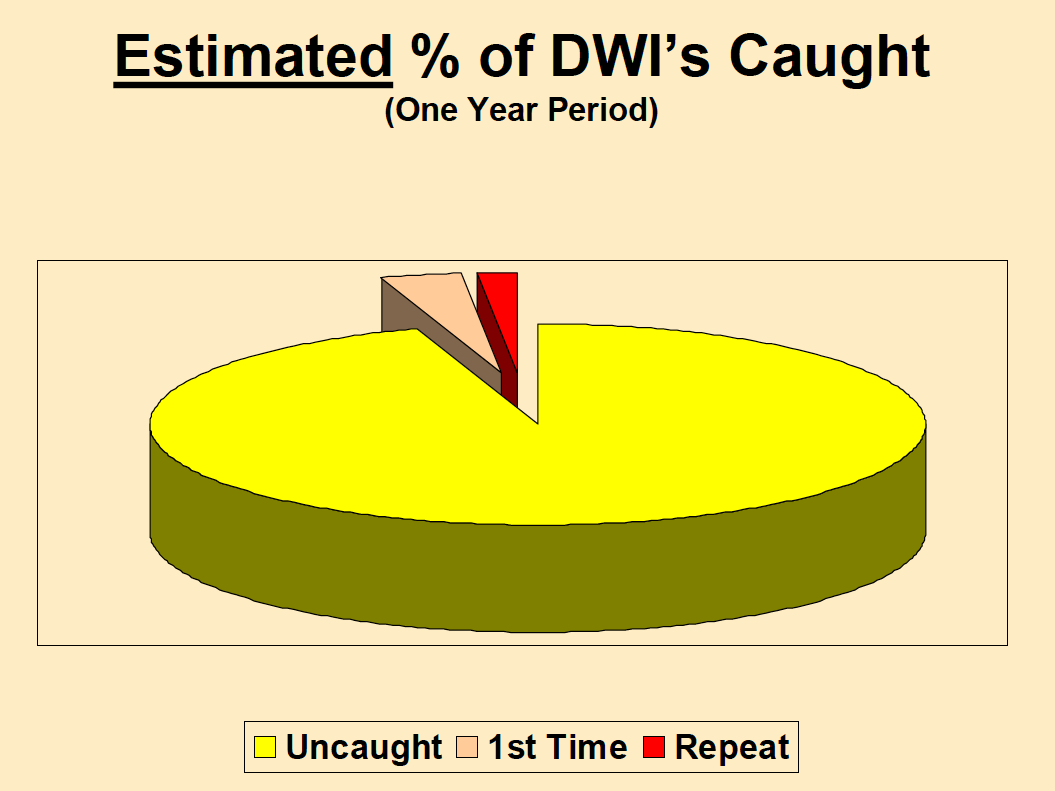 Estimated % of DWI’s Caught
(One Year Period)
Uncaught 1st Time Repeat